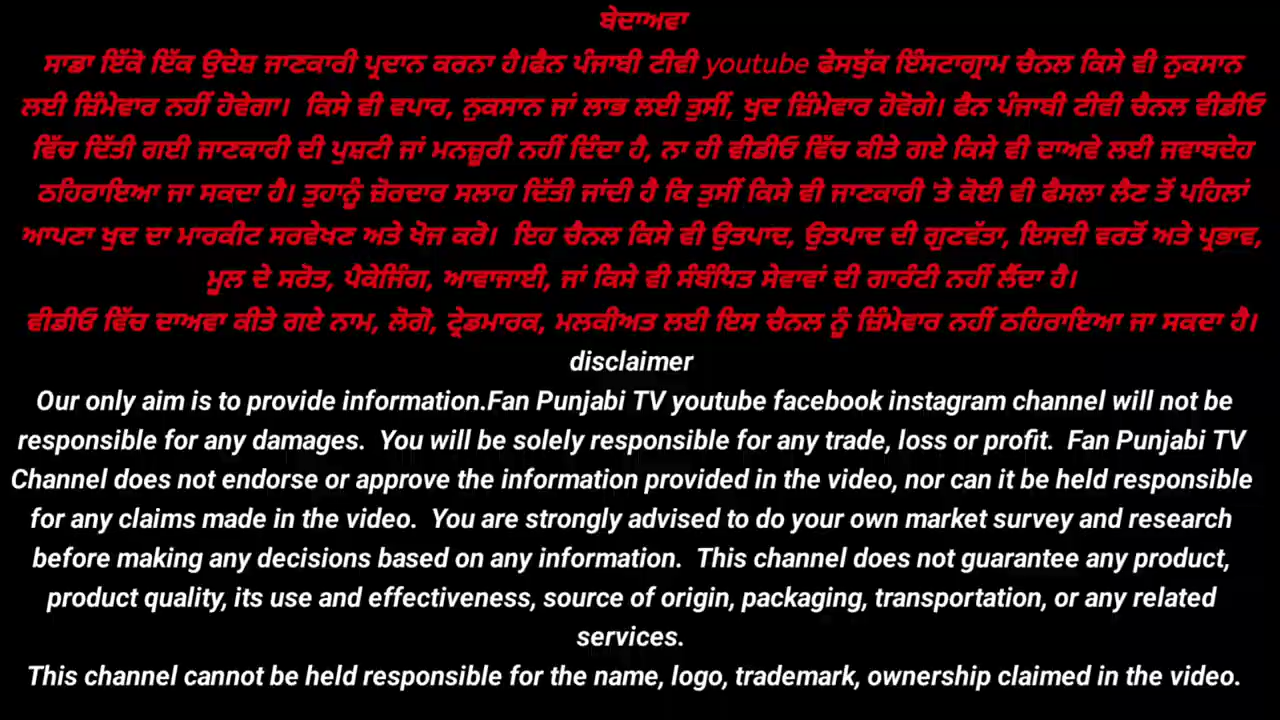 ਬੇਦਾਅਵਾ
ਸਾਡਾ ਇੱਕੋ ਇੱਕ ਉਦੇਸ਼ ਜਾਣਕਾਰੀ ਪ੍ਰਦਾਨ ਕਰਨਾ ਹੈ।ਫੈਨ ਪੰਜਾਬੀ ਟੀਵੀ youtube ਫੇਸਬੁੱਕ ਇੰਸਟਾਗ੍ਰਾਮ ਚੈਨਲ ਕਿਸੇ ਵੀ ਨੁਕਸਾਨ
ਲਈ ਜ਼ਿੰਮੇਵਾਰ ਨਹੀਂ ਹੋਵੇਗਾ। ਕਿਸੇ ਵੀ ਵਪਾਰ, ਨੁਕਸਾਨ ਜਾਂ ਲਾਭ ਲਈ ਤੁਸੀਂ, ਖੁਦ ਜ਼ਿੰਮੇਵਾਰ ਹੋਵੋਗੇ। ਫੈਨ ਪੰਜਾਬੀ ਟੀਵੀ ਚੈਨਲ ਵੀਡੀਓ
ਵਿੱਚ ਦਿੱਤੀ ਗਈ ਜਾਣਕਾਰੀ ਦੀ ਪੁਸ਼ਟੀ ਜਾਂ ਮਨਜ਼ੂਰੀ ਨਹੀਂ ਦਿੰਦਾ ਹੈ, ਨਾ ਹੀ ਵੀਡੀਓ ਵਿੱਚ ਕੀਤੇ ਗਏ ਕਿਸੇ ਵੀ ਦਾਅਵੇ ਲਈ ਜਵਾਬਦੇਹ
ਠਹਿਰਾਇਆ ਜਾ ਸਕਦਾ ਹੈ। ਤੁਹਾਨੂੰ ਜ਼ੋਰਦਾਰ ਸਲਾਹ ਦਿੱਤੀ ਜਾਂਦੀ ਹੈ ਕਿ ਤੁਸੀਂ ਕਿਸੇ ਵੀ ਜਾਣਕਾਰੀ 'ਤੇ ਕੋਈ ਵੀ ਫੈਸਲਾ ਲੈਣ ਤੋਂ ਪਹਿਲਾਂ
ਆਪਣਾ ਖੁਦ ਦਾ ਮਾਰਕੀਟ ਸਰਵੇਖਣ ਅਤੇ ਖੋਜ ਕਰੋ। ਇਹ ਚੈਨਲ ਕਿਸੇ ਵੀ ਉਤਪਾਦ, ਉਤਪਾਦ ਦੀ ਗੁਣਵੱਤਾ, ਇਸਦੀ ਵਰਤੋਂ ਅਤੇ ਪ੍ਰਭਾਵ,
ਮੂਲ ਦੇ ਸਰੋਤ, ਪੈਕੇਜਿੰਗ, ਆਵਾਜਾਈ, ਜਾਂ ਕਿਸੇ ਵੀ ਸੰਬੰਧਿਤ ਸੇਵਾਵਾਂ ਦੀ ਗਾਰੰਟੀ ਨਹੀਂ ਲੈਂਦਾ ਹੈ।
ਵੀਡੀਓ ਵਿੱਚ ਦਾਅਵਾ ਕੀਤੇ ਗਏ ਨਾਮ, ਲੋਗੋ, ਟ੍ਰੇਡਮਾਰਕ, ਮਲਕੀਅਤ ਲਈ ਇਸ ਚੈਨਲ ਨੂੰ ਜ਼ਿੰਮੇਵਾਰ ਨਹੀਂ ਠਹਿਰਾਇਆ ਜਾ ਸਕਦਾ ਹੈ।
disclaimer
Our only aim is to provide information.Fan Punjabi TV youtube facebook instagram channel will not be
responsible for any damages. You will be solely responsible for any trade, loss or profit. Fan Punjabi TV
Channel does not endorse or approve the information provided in the video, nor can it be held responsible
for any claims made in the video. You are strongly advised to do your own market survey and research
before making any decisions based on any information. This channel does not guarantee any product,
product quality, its use and effectiveness, source of origin, packaging, transportation, or any related
services.
This channel cannot be held responsible for the name, logo, trademark, ownership claimed in the video.